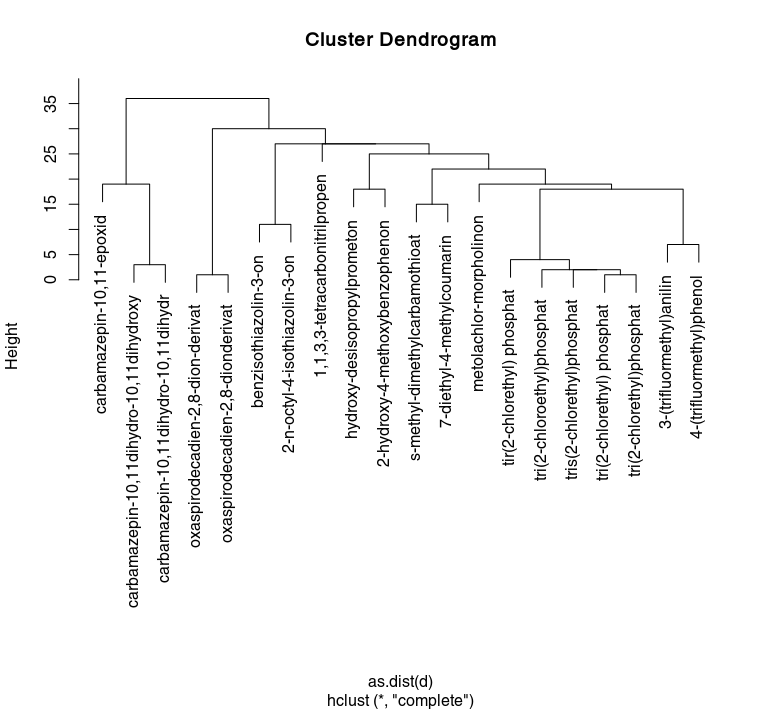 Cluster Dendrogram
Height
35
25
15
5
0
carbamazepin-10,11-epoxid
carbamazepin-10,11dihydro-10,11dihydroxy
carbamazepin-10,11dihydro-10,11dihydr
oxaspirodecadien-2,8-dion-derivat
oxaspirodecadien-2,8-dionderivat
benzisothiazolin-3-on
2-n-octyl-4-isothiazolin-3-on
1,1,3,3-tetracarbonitrilpropen
hydroxy-desisopropylprometon
2-hydroxy-4-methoxybenzophenon
s-methyl-dimethylcarbamothioat
7-diethyl-4-methylcoumarin
metolachlor-morpholinon
tir(2-chlorethyl) phosphat
tri(2-chloroethyl)phosphat
tris(2-chlorethyl)phosphat
tri(2-chlorethyl) phosphat
tri(2-chlorethyl)phosphat
3-(trifluormethyl)anilin
4-(trifluormethyl)phenol
as.dist(d)
hclust (*, "complete")